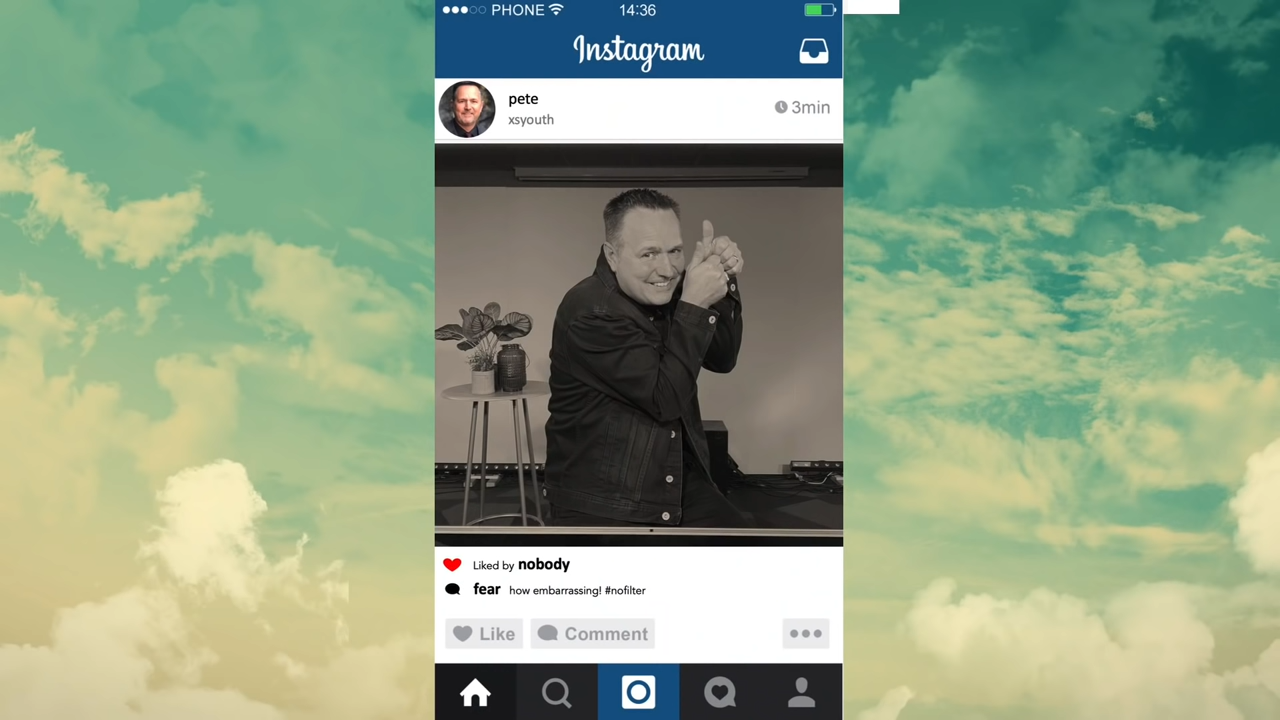 PHONE 14:36
Instagram
pete
xsyouth
3min
Liked by nobody
fear how embarrassing! #nofilter
Like Comment